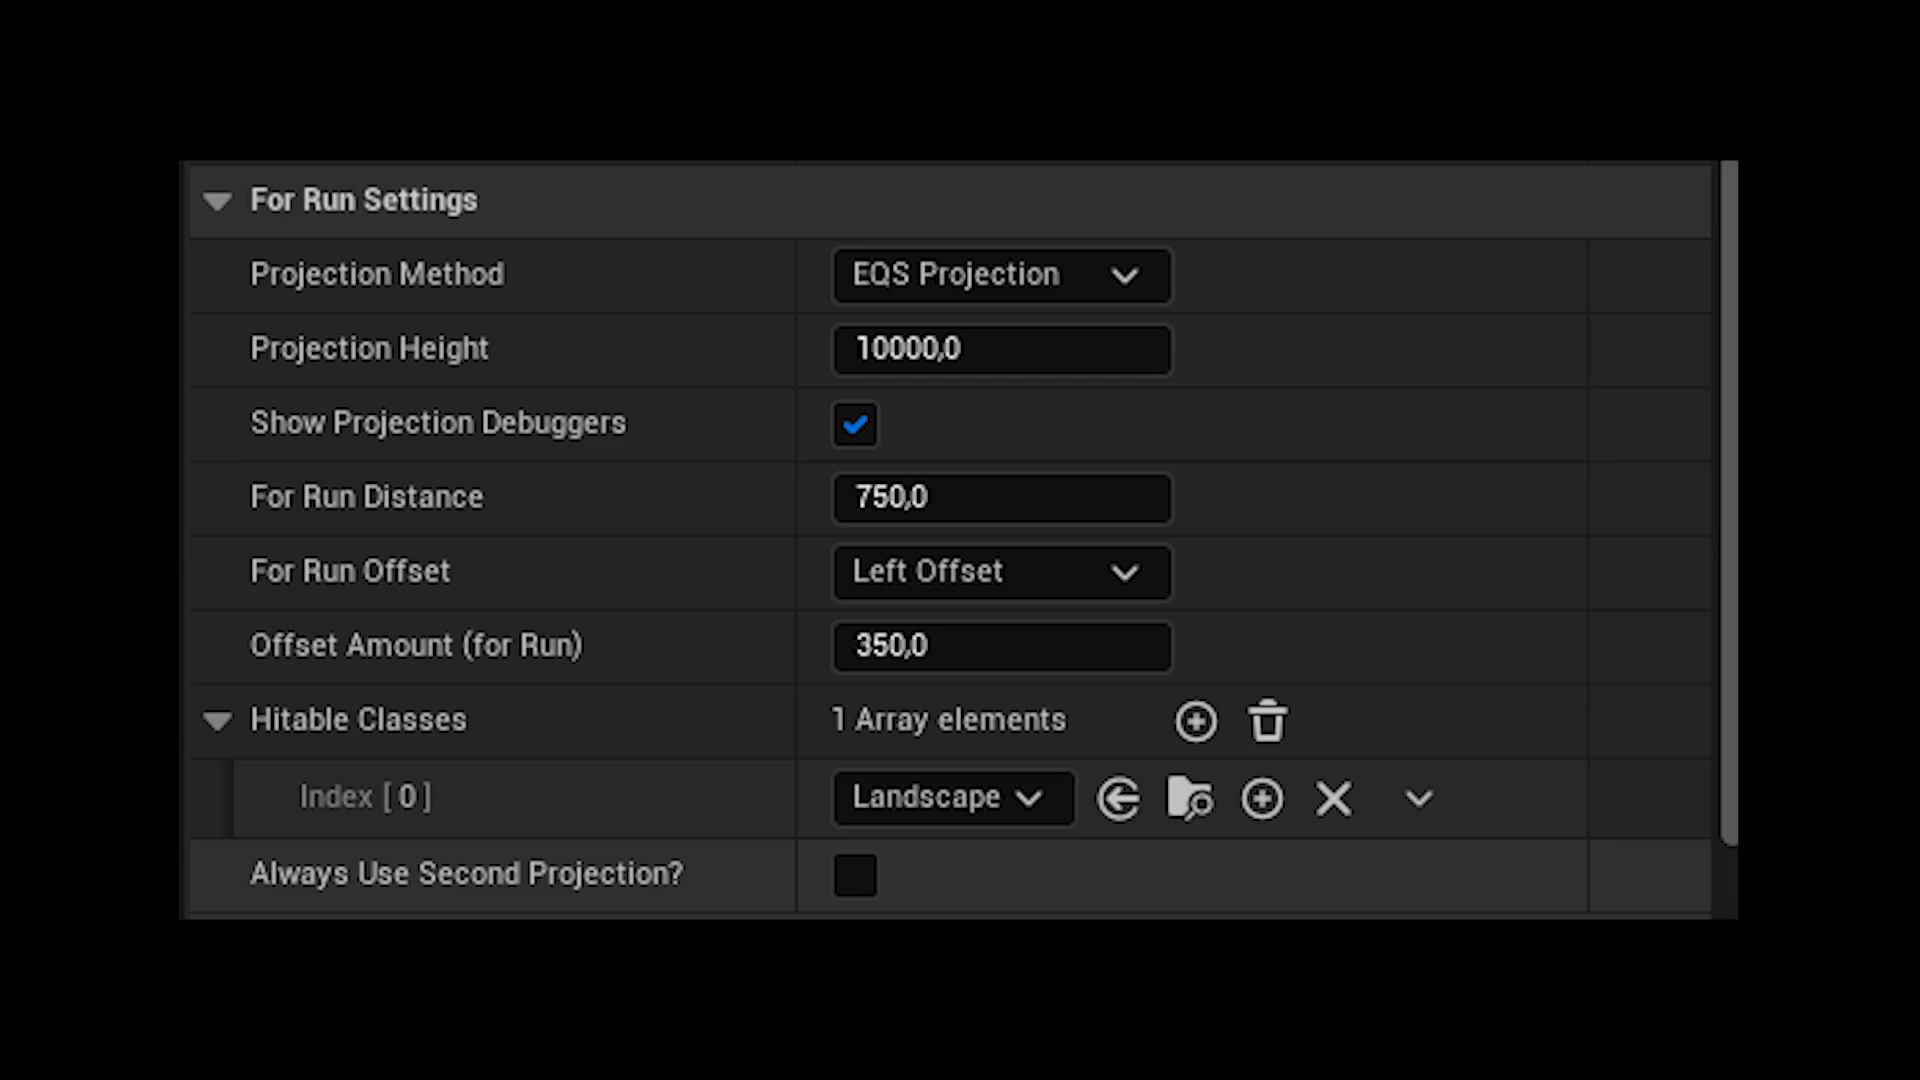 For Run Settings
Projection Method EQS Projection
Projection Height 10000,0
Show Projection Debuggers
For Run Distance 750,0
For Run Offset Left Offset
Offset Amount (for Run) 350,0
Hitable Classes 1 Array elements
Index [ 0 ] Landscape
Always Use Second Projection?